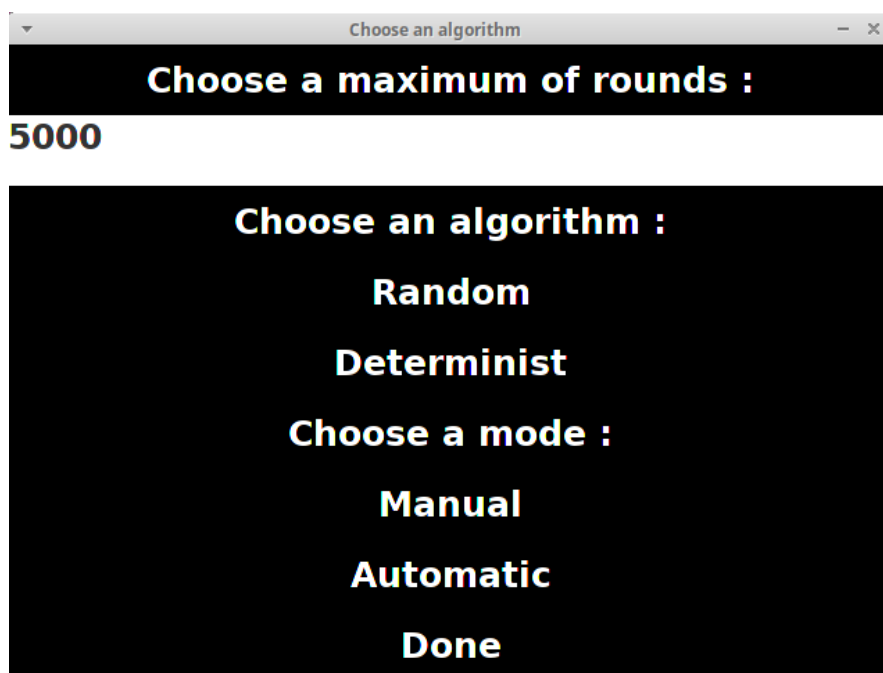 Choose an algorithm
Choose a maximum of rounds :
5000
Choose an algorithm :
Random
Determinist
Choose a mode :
Manual
Automatic
Done